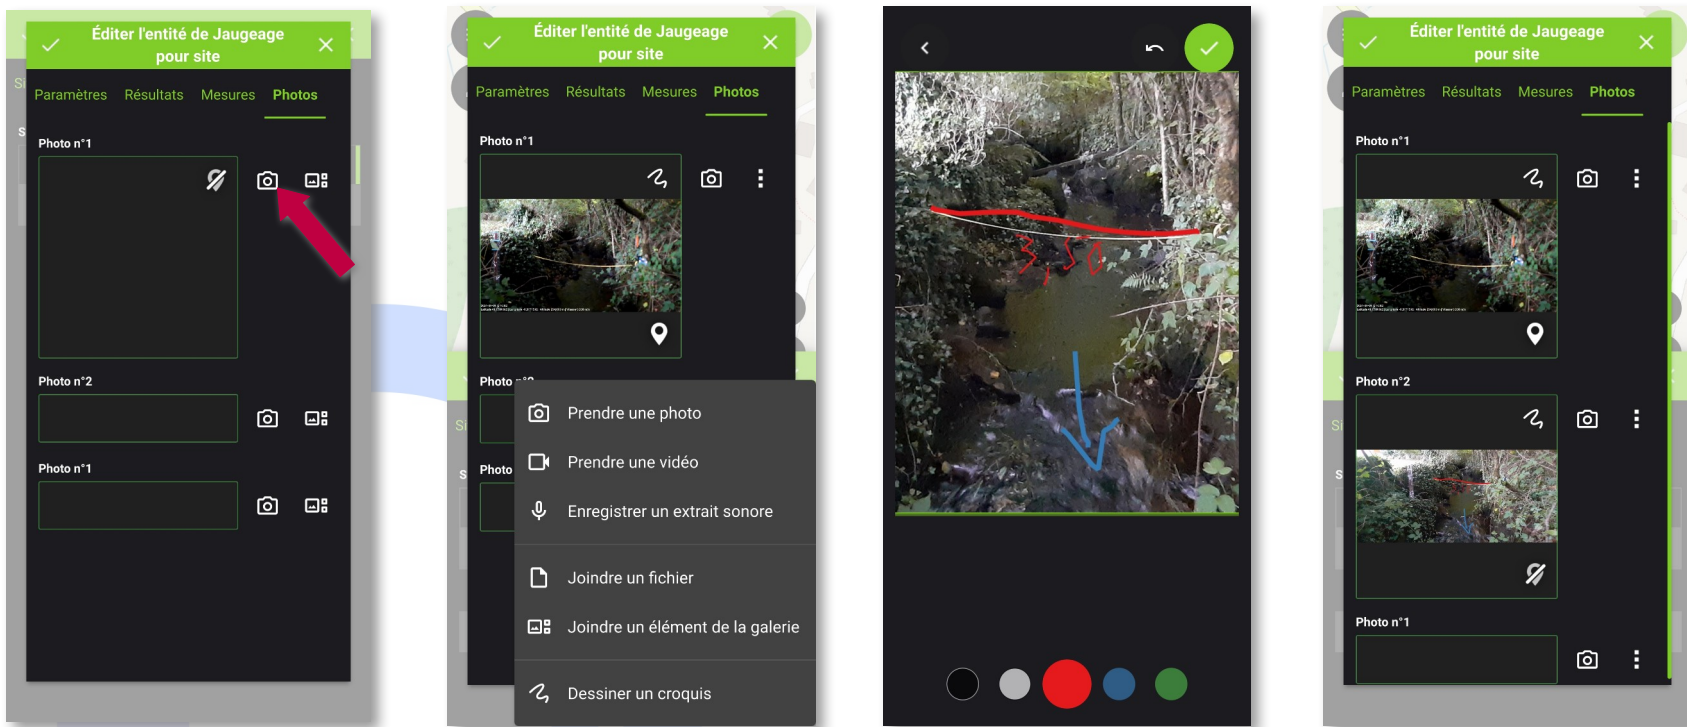 Éditer l'entité de Jaugeage
pour site
Paramètres Résultats Mesures Photos
Photo n°1
Photo n°2
Photo n°1
Éditer l'entité de Jaugeage
pour site
Paramètres Résultats Mesures Photos
Photo n°1
Photo n°2
Photo
Prendre une photo
Prendre une vidéo
Enregistrer un extrait sonore
Joindre un fichier
Joindre un élément de la galerie
Dessiner un croquis
Éditer l'entité de Jaugeage
pour site
Paramètres Résultats Mesures Photos
Photo n°1
Photo n°2
Photo n°1